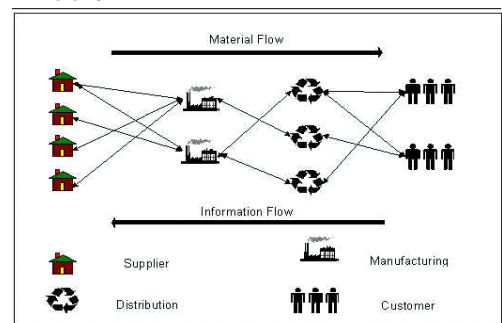 Material Flow
Information Flow
Supplier
Manufacturing
Distribution
Customer